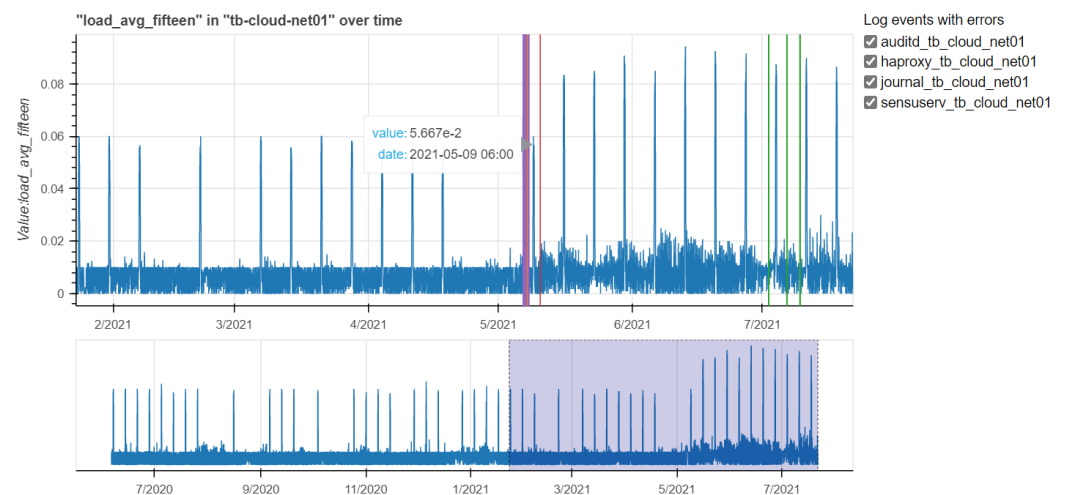 "load_avg_fifteen" in "tb-cloud-net01" over time
Log events with errors
auditd_tb_cloud_net01
haproxy_tb_cloud_net01
journal_tb_cloud_net01
sensuserv_tb_cloud_net01
Value:load_avg_fifteen
0.08
0.06
0.04
0.02
0
value: 5.667e-2
date: 2021-05-09 06:00
2/2021 3/2021 4/2021 5/2021 6/2021 7/2021
7/2020 9/2020 11/2020 1/2021 3/2021 5/2021 7/2021